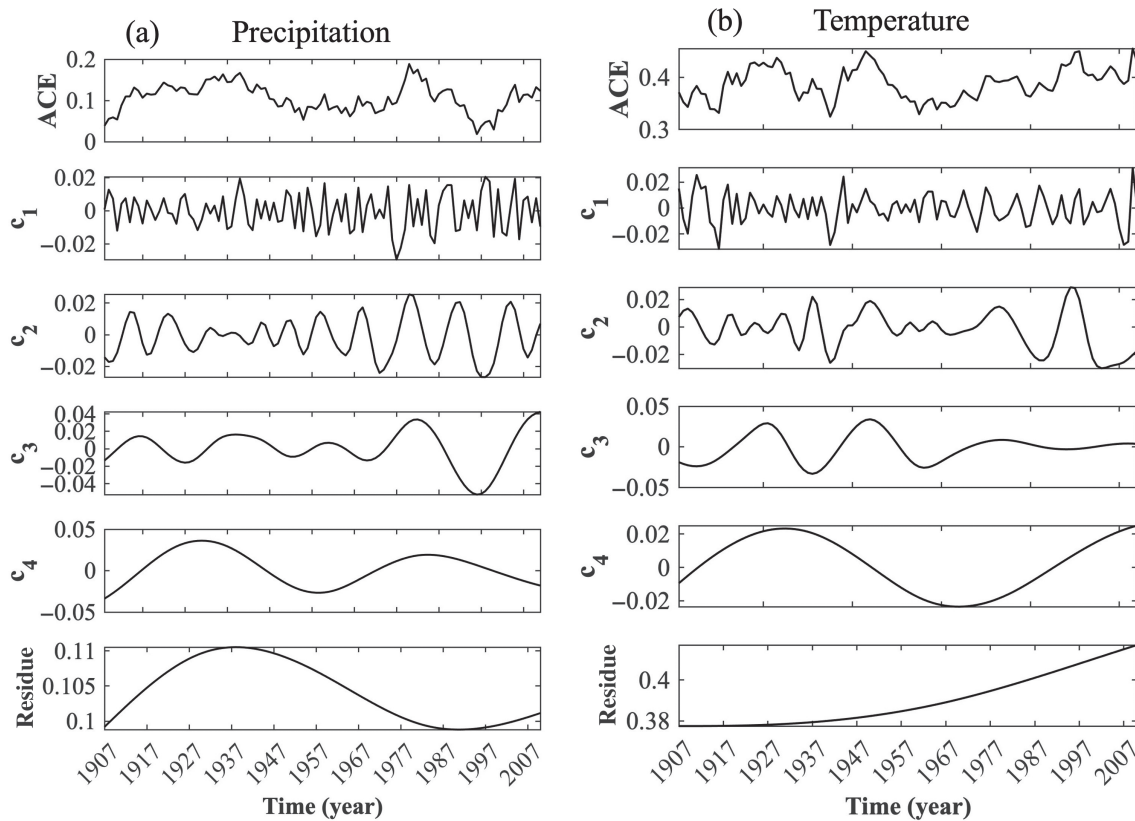 (a) Precipitation
ACE
0.2
0.1
0
c1
0.02
0
−0.02
c2
0.02
0
−0.02
c3
0.04
0.02
0
−0.02
−0.04
c4
0.05
0
−0.05
Residue
0.11
0.105
0.1
1907 1917 1927 1937 1947 1957 1967 1977 1987 1997 2007
Time (year)
(b) Temperature
ACE
0.4
0.3
c1
0.02
0
−0.02
c2
0.02
0
−0.02
c3
0.05
0
−0.05
c4
0.02
0
−0.02
Residue
0.4
0.38
1907 1917 1927 1937 1947 1957 1967 1977 1987 1997 2007
Time (year)